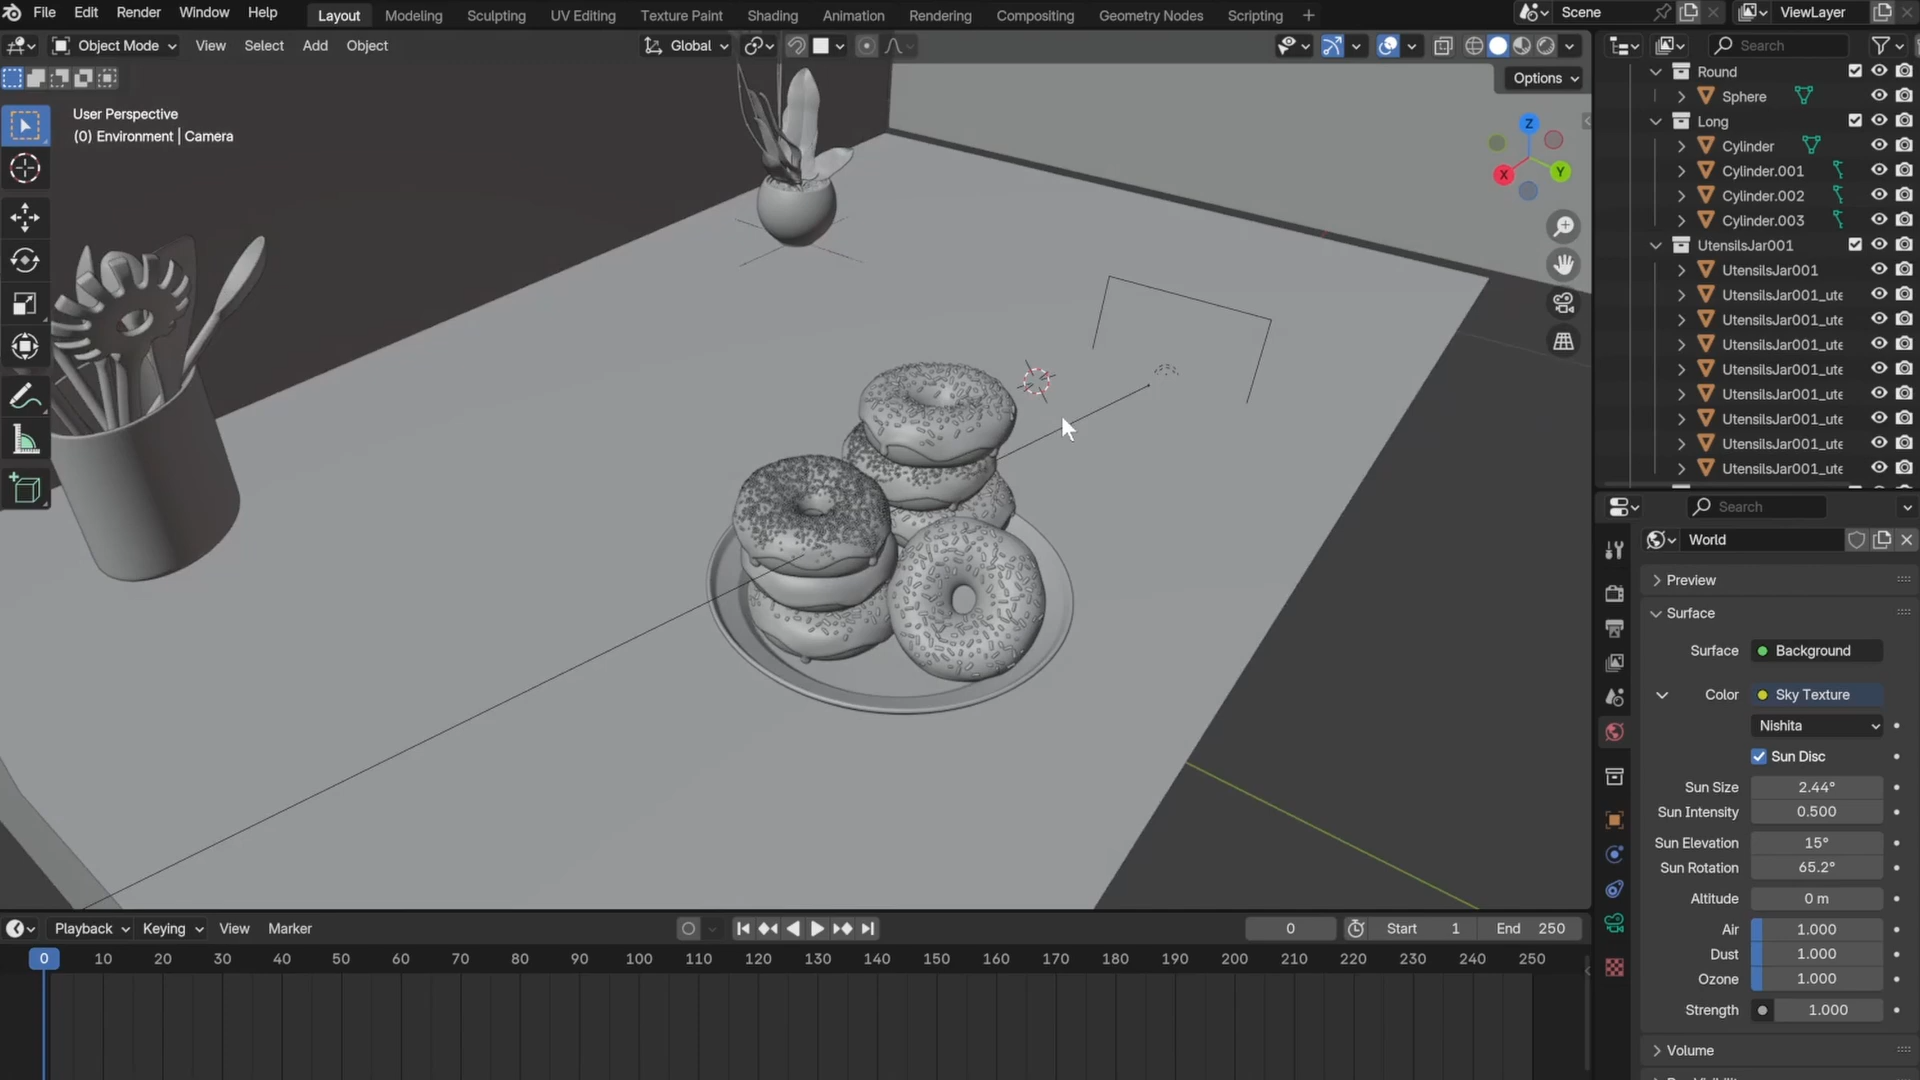 File Edit Render Window Help Layout Modeling Sculpting UV Editing Texture Paint Shading Animation Rendering Compositing Geometry Nodes Scripting + Scene ViewLayer
Object Mode View Select Add Object Global Search
Options
User Perspective
(0) Environment | Camera
Z
X
Y
Round
Sphere
Long
Cylinder
Cylinder.001
Cylinder.002
Cylinder.003
UtensilsJar001
UtensilsJar001
UtensilsJar001_ute
UtensilsJar001_ute
UtensilsJar001_ute
UtensilsJar001_ute
UtensilsJar001_ute
UtensilsJar001_ute
UtensilsJar001_ute
UtensilsJar001_ute
Search
World
Preview
Surface
Surface Background
Color Sky Texture
Nishita
Sun Disc
Sun Size 2.44°
Sun Intensity 0.500
Sun Elevation 15°
Sun Rotation 65.2°
Altitude 0 m
Air 1.000
Dust 1.000
Ozone 1.000
Strength 1.000
Volume
Playback Keying View Marker 0 Start 1 End 250
0 10 20 30 40 50 60 70 80 90 100 110 120 130 140 150 160 170 180 190 200 210 220 230 240 250